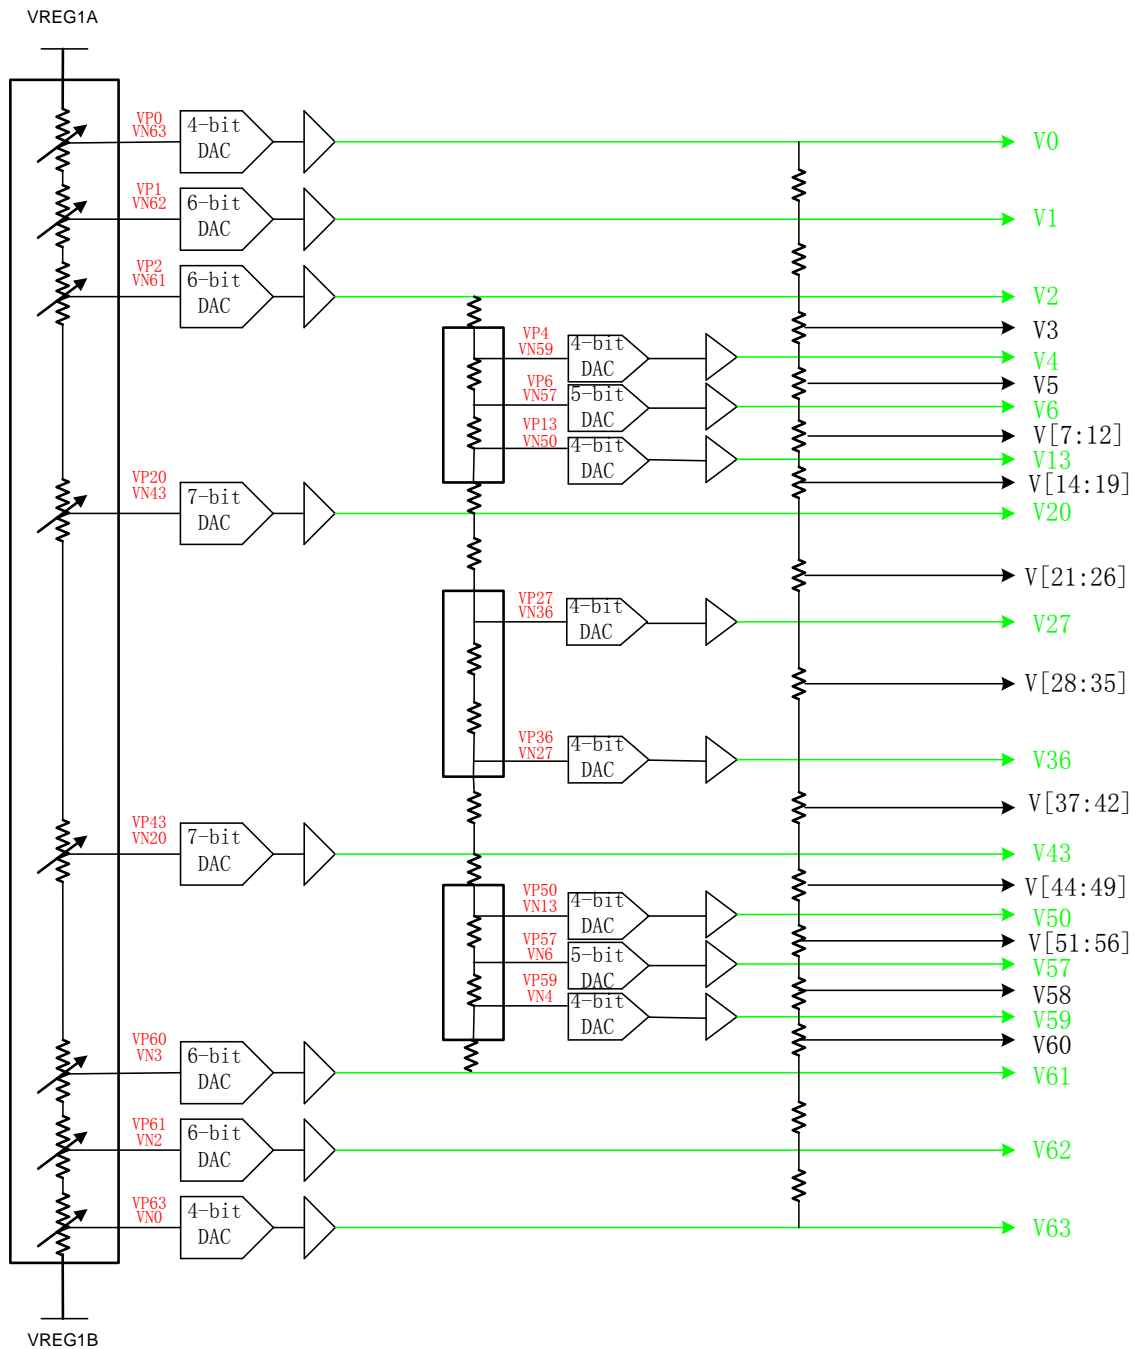 VREG1A
VP0
VN63
4-bit
DAC
V0
VP1
VN62
6-bit
DAC
V1
VP2
VN61
6-bit
DAC
V2
V3
VP4
VN59
4-bit
DAC
V4
V5
VP6
VN57
5-bit
DAC
V6
V[7:12]
VP13
VN50
4-bit
DAC
V13
V[14:19]
VP20
VN43
7-bit
DAC
V20
V[21:26]
VP27
VN36
4-bit
DAC
V27
V[28:35]
VP36
VN27
4-bit
DAC
V36
V[37:42]
VP43
VN20
7-bit
DAC
V43
V[44:49]
VP50
VN13
4-bit
DAC
V50
V[51:56]
VP57
VN6
5-bit
DAC
V57
V58
VP59
VN4
4-bit
DAC
V59
V60
VP60
VN3
6-bit
DAC
V61
VP61
VN2
6-bit
DAC
V62
VP63
VN0
4-bit
DAC
V63
VREG1B